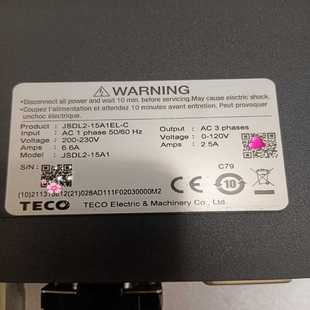 WARNING
•Disconnect all power and wait 10 min. before servicing.May cause electric shock.
•Coupez l'alimentation et attendez 10 minutes avant d'entretien. Peut provoquer
un choc électrique.
Product : JSDL2-15A1EL-C
Input : AC 1 phase 50/60 Hz
Voltage : 200-230V
Amps : 6.6A
Model : JSDL2-15A1
Output : AC 3 phases
Voltage : 0-120V
Amps : 2.5A
S/N :
C79
10
TECO
TECO Electric & Machinery Co., Ltd.